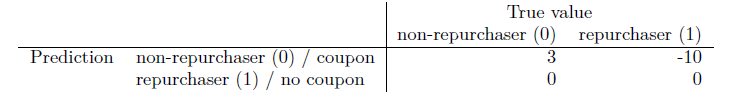 True value
non-repurchaser (0) repurchaser (1)
Prediction non-repurchaser (0) / coupon 3 -10
repurchaser (1) / no coupon 0 0